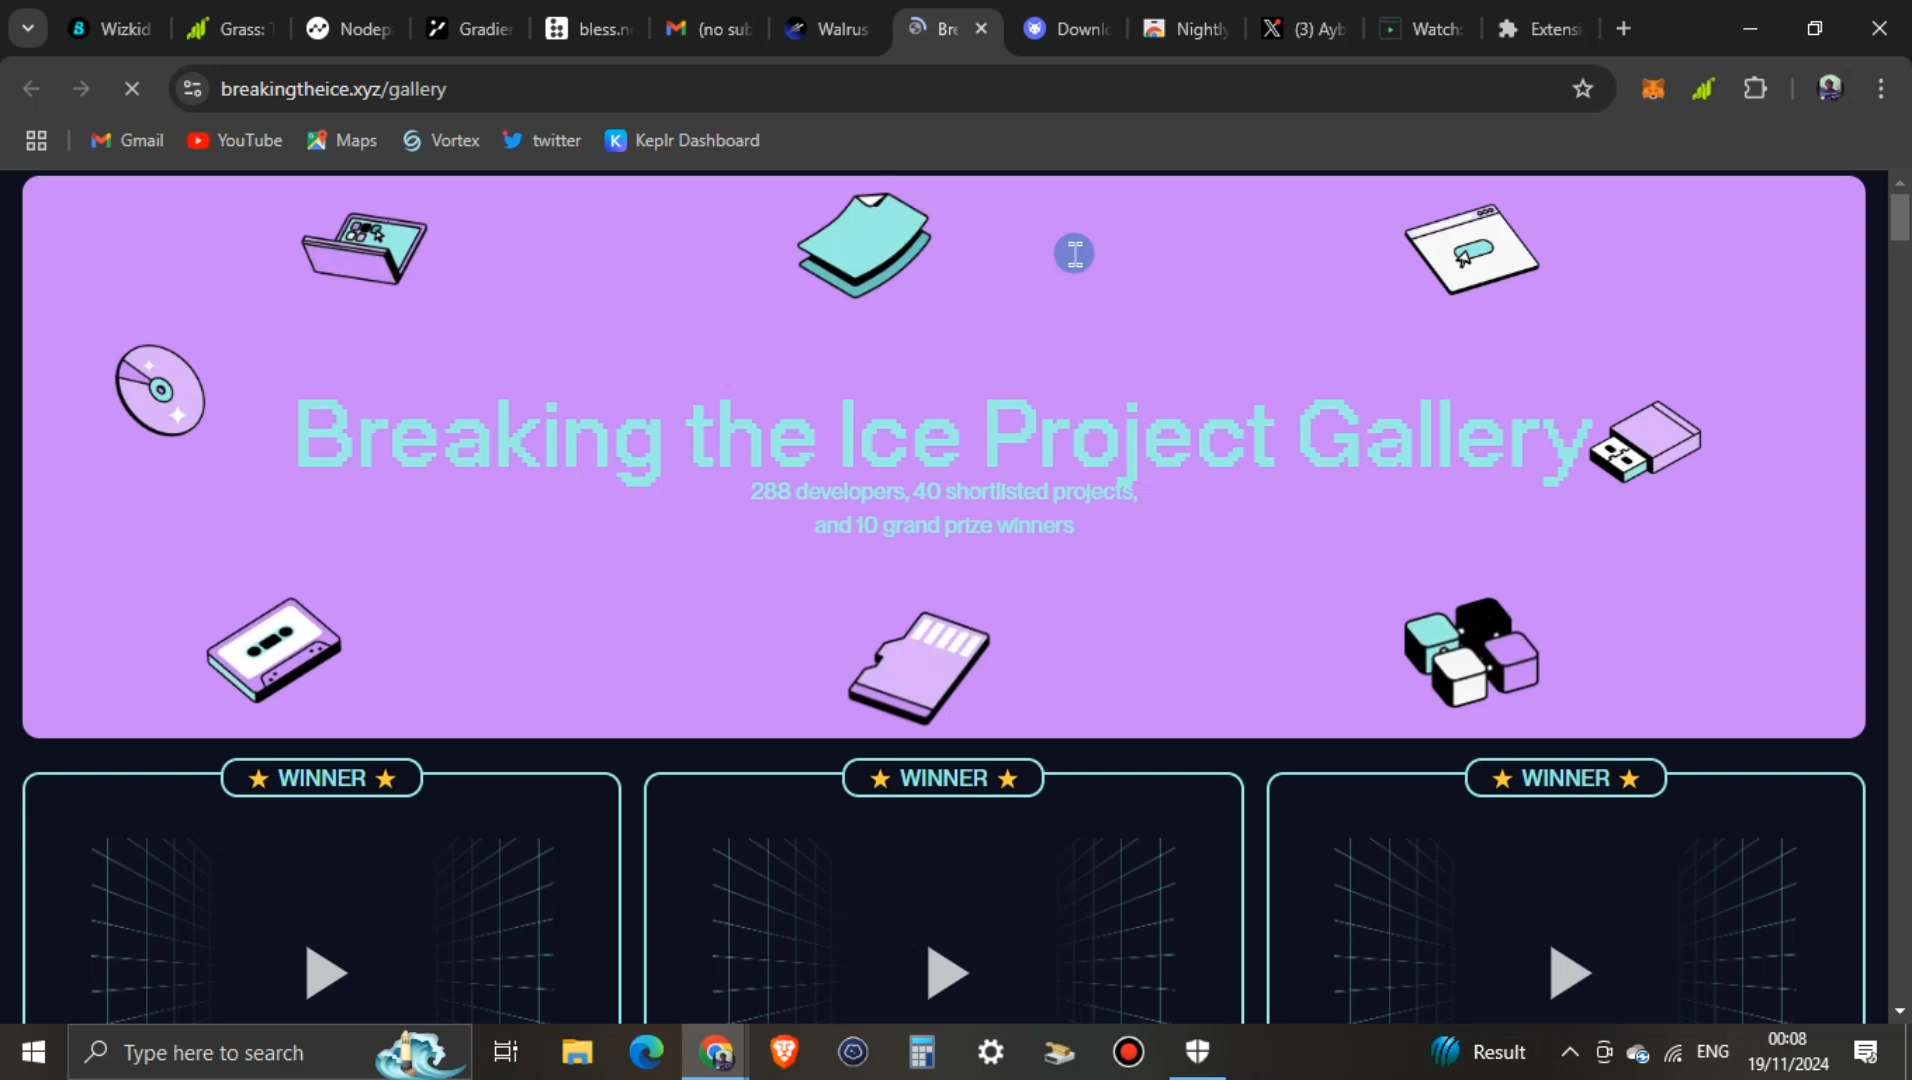 Wizkid
Grass: T
Nodep
Gradie
bless.n
(no sub
Walrus
Bre
Downl
Nightly
(3) Ayb
Watch:
Extens
breakingtheice.xyz/gallery
Gmail
YouTube
Maps
Vortex
twitter
Keplr Dashboard
Breaking the Ice Project Gallery
288 developers, 40 shortlisted projects,
and 10 grand prize winners
WINNER
WINNER
WINNER
Type here to search
Result
ENG
00:08
19/11/2024